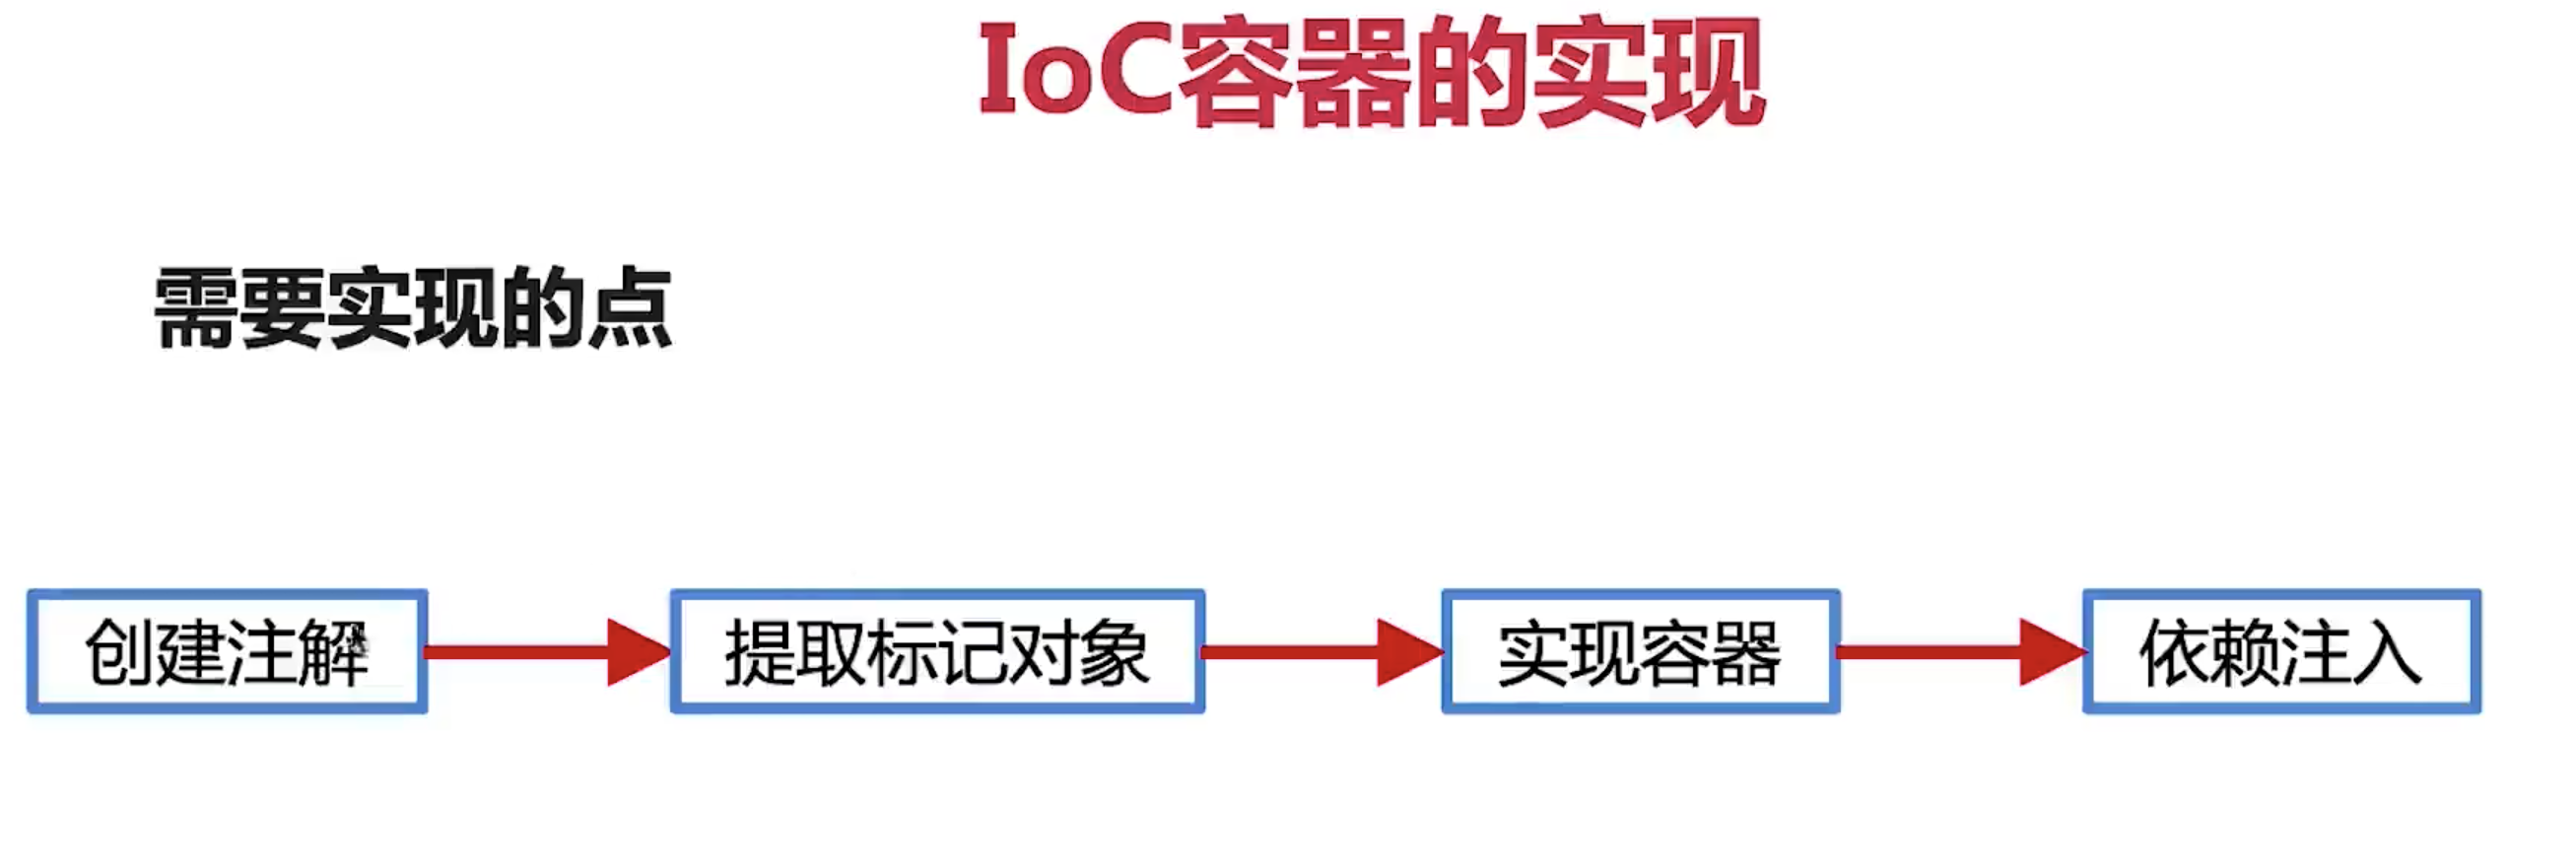 IoC容器的实现
需要实现的点
创建注解
提取标记对象
实现容器
依赖注入